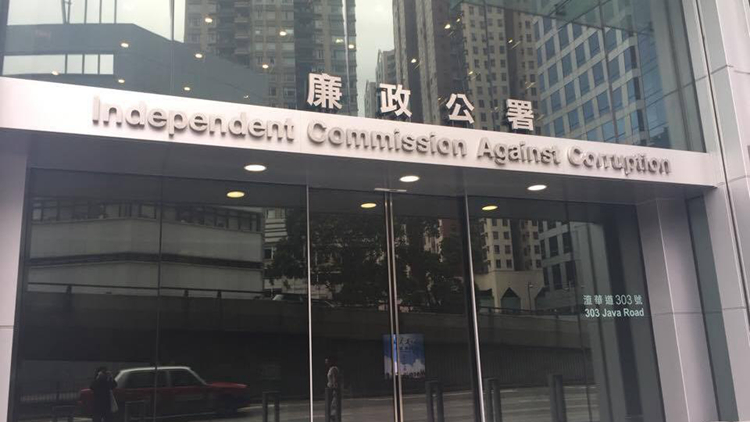 廉政公署
Independent Commission Against Corruption
渣華道303號
303 Java Road